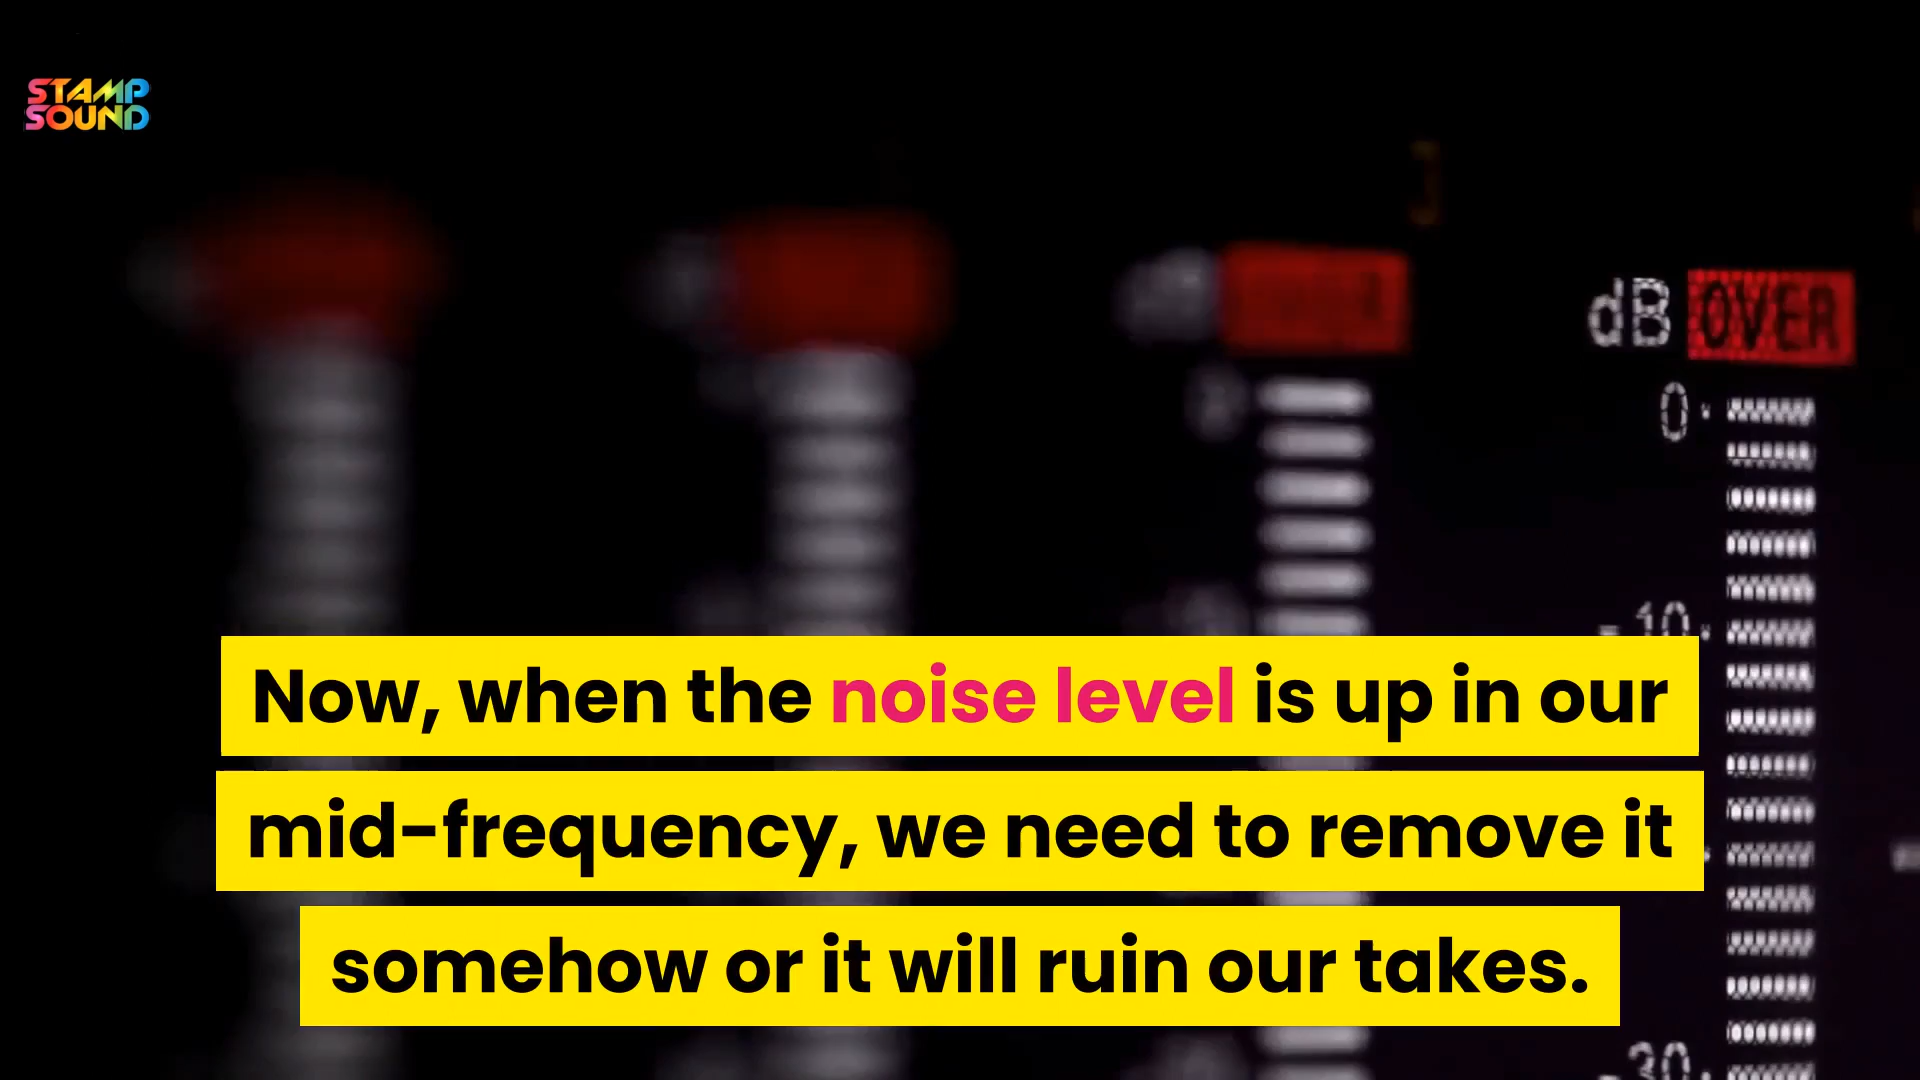 STAMP
SOUND
dB OVER
0
-10
Now, when the noise level is up in our
mid-frequency, we need to remove it
somehow or it will ruin our takes.
-30